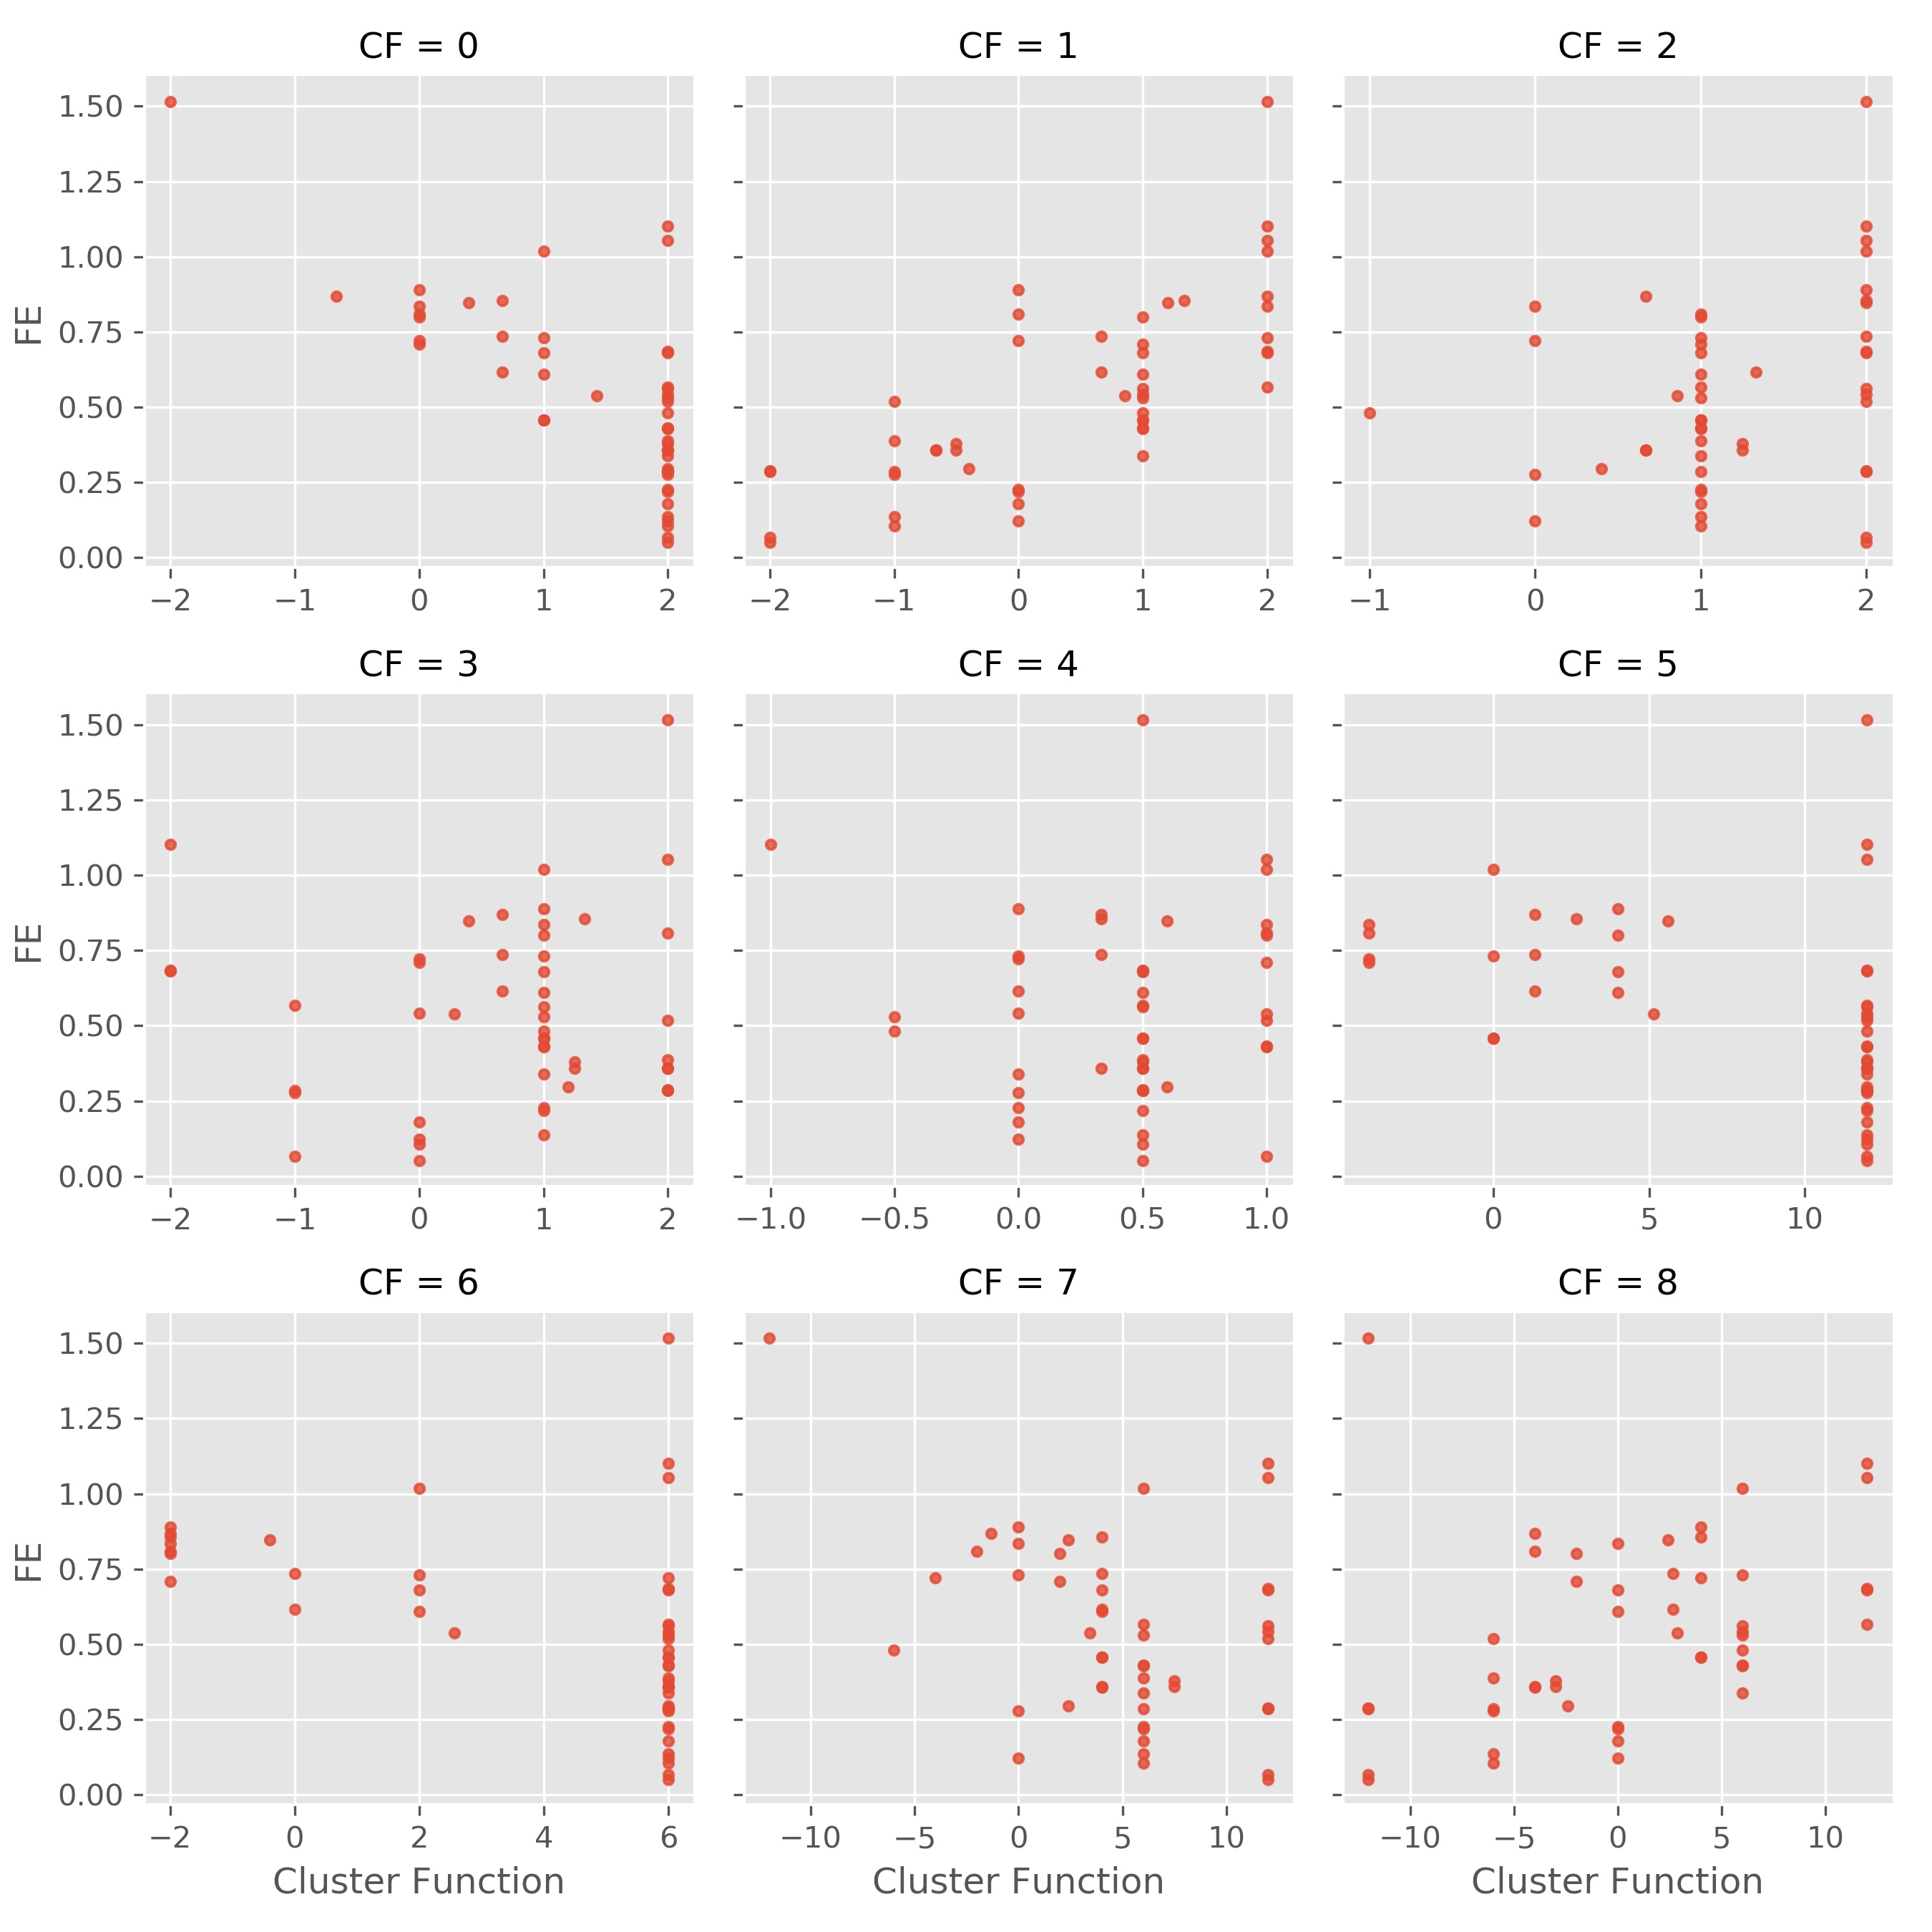 CF = 0
CF = 1
CF = 2
FE
1.50
1.25
1.00
0.75
0.50
0.25
0.00
−2 −1 0 1 2
−2 −1 0 1 2
−1 0 1 2
CF = 3
CF = 4
CF = 5
FE
1.50
1.25
1.00
0.75
0.50
0.25
0.00
−2 −1 0 1 2
−1.0 −0.5 0.0 0.5 1.0
0 5 10
CF = 6
CF = 7
CF = 8
FE
1.50
1.25
1.00
0.75
0.50
0.25
0.00
−2 0 2 4 6
−10 −5 0 5 10
−10 −5 0 5 10
Cluster Function
Cluster Function
Cluster Function